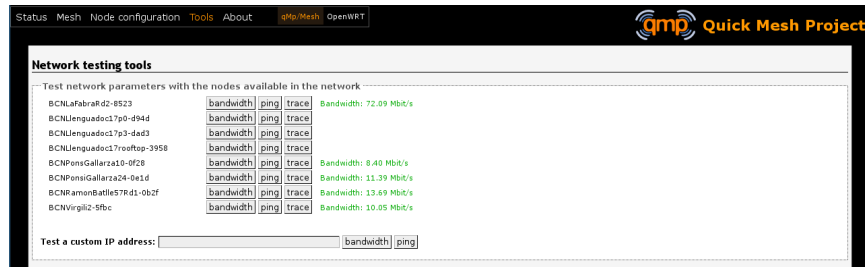 Status Mesh Node configuration Tools About qMp/Mesh OpenWRT
qmp Quick Mesh Project
Network testing tools
Test network parameters with the nodes available in the network
BCNLaFabraRd2-8523 bandwidth ping trace Bandwidth: 72.09 Mbit/s
BCNLlenguadoc17p0-d94d bandwidth ping trace
BCNLlenguadoc17p3-dad3 bandwidth ping trace
BCNLlenguadoc17rooftop-3958 bandwidth ping trace
BCNPonsGallarza10-0f28 bandwidth ping trace Bandwidth: 8.40 Mbit/s
BCNPonsiGallarza24-0e1d bandwidth ping trace Bandwidth: 11.39 Mbit/s
BCNRamonBatlle57Rd1-0b2f bandwidth ping trace Bandwidth: 13.69 Mbit/s
BCNVirgili2-5fbc bandwidth ping trace Bandwidth: 10.05 Mbit/s
Test a custom IP address: bandwidth ping